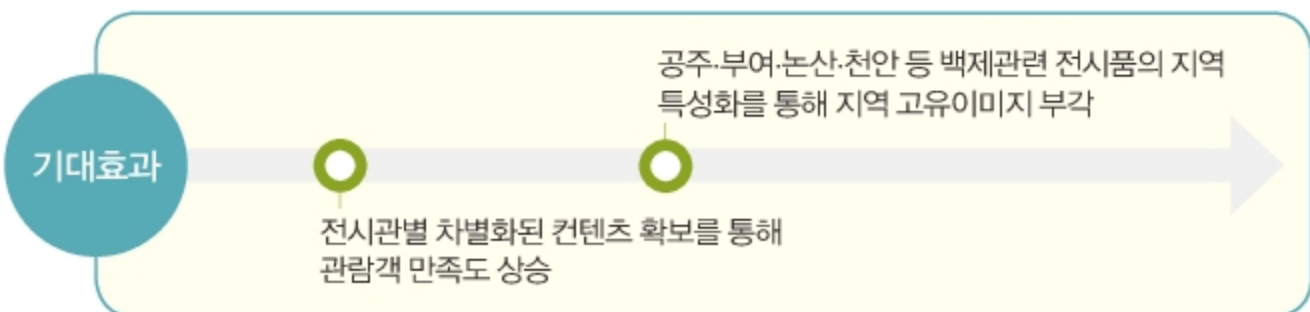 기대효과
전시관별 차별화된 컨텐츠 확보를 통해
관람객 만족도 상승
공주·부여·논산·천안 등 백제관련 전시품의 지역
특성화를 통해 지역 고유이미지 부각